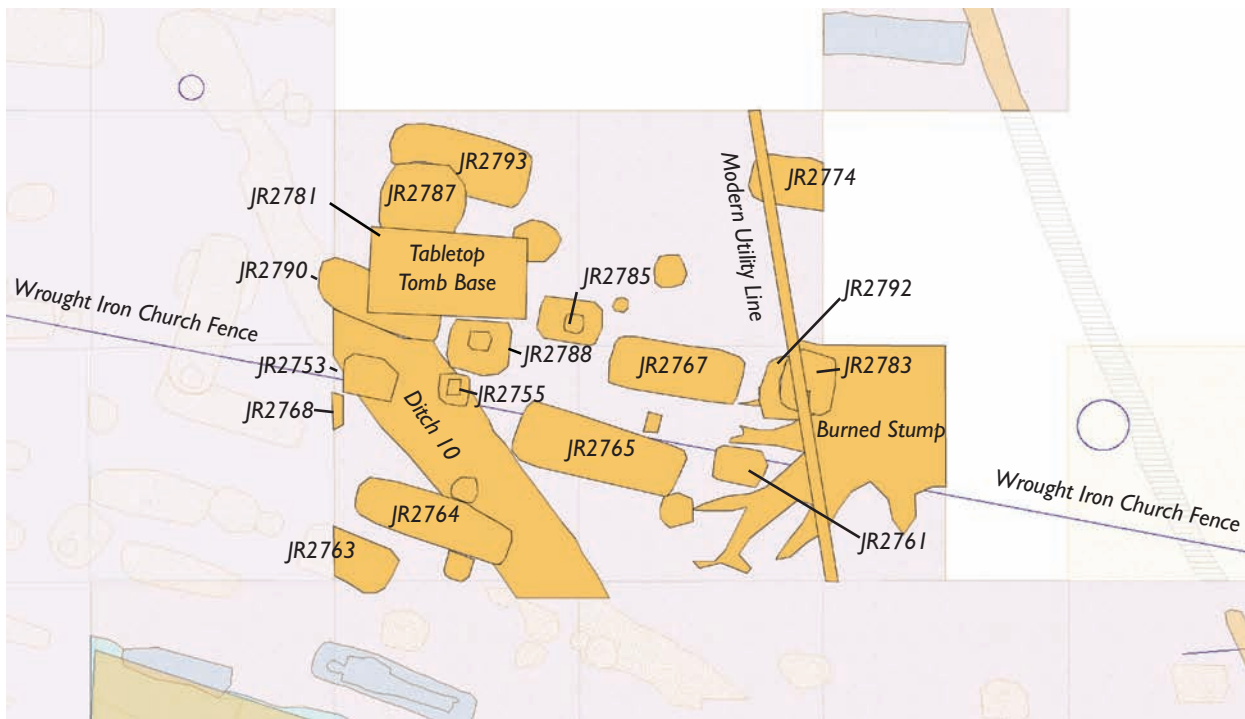 JR2793
JR2774
JR2787
JR2781
Modern Utility Line
Tabletop
Tomb Base
JR2790
JR2785
JR2792
Wrought Iron Church Fence
JR2788
JR2753
JR2767
JR2783
JR2755
JR2768
Ditch 10
Burned Stump
JR2765
Wrought Iron Church Fence
JR2764
JR2761
JR2763